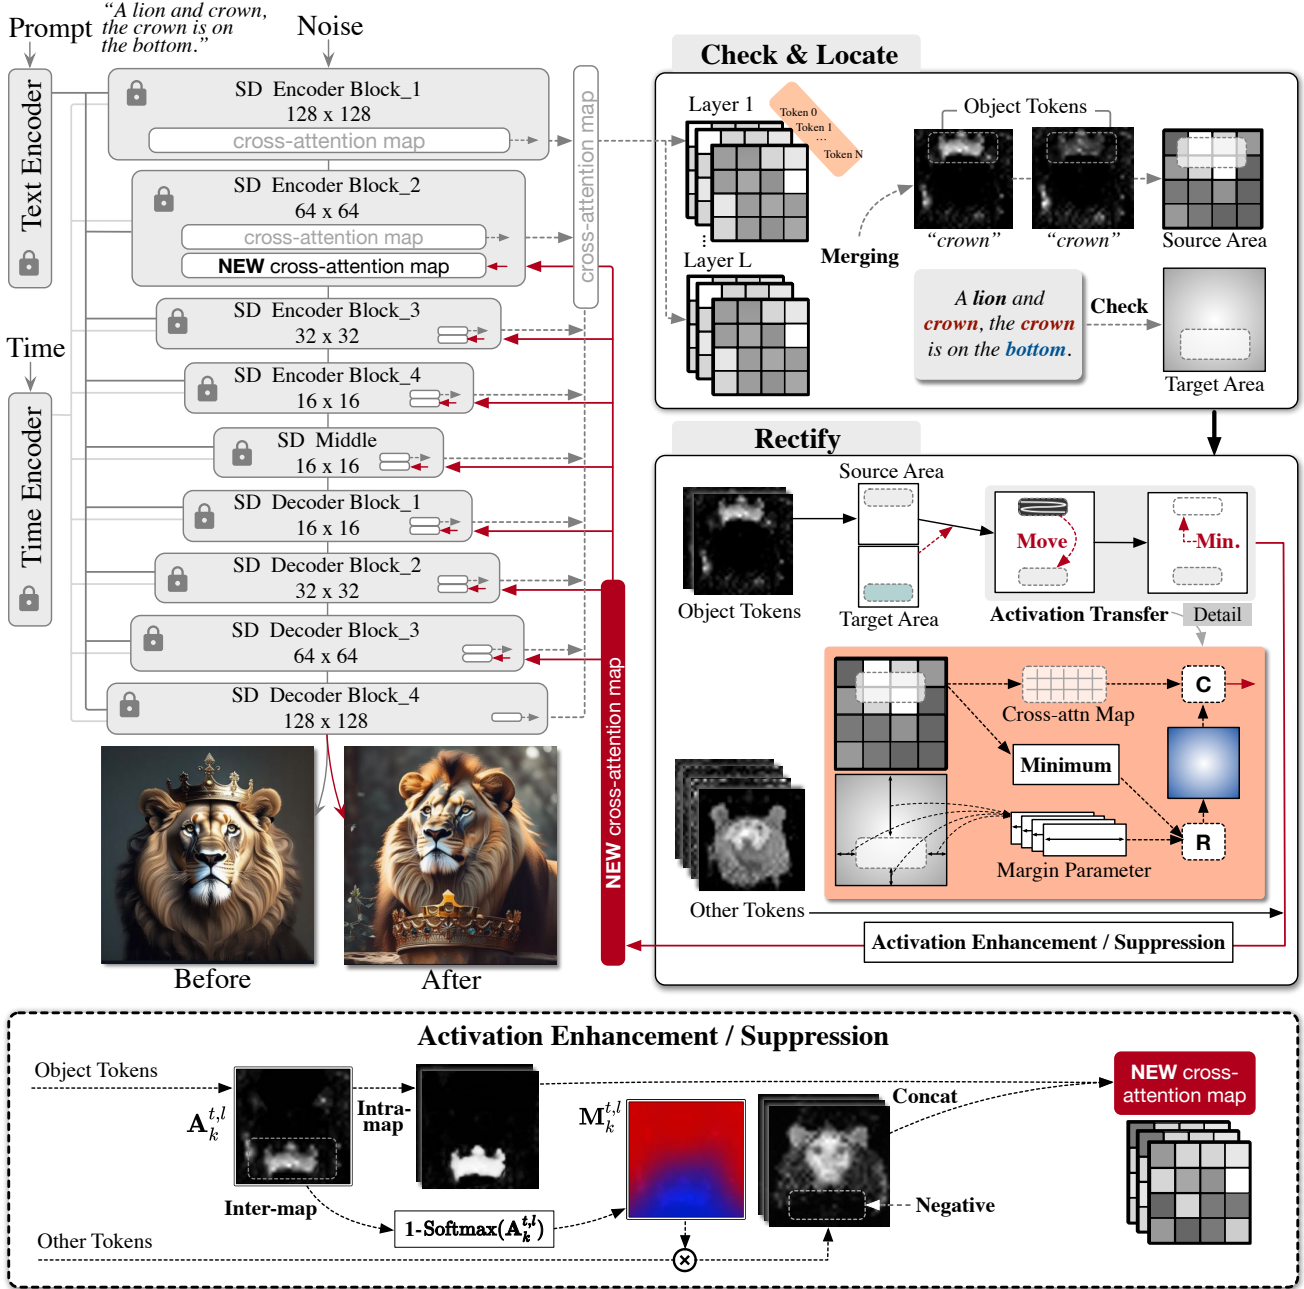 Prompt
“A lion and crown,
the crown is on
the bottom.”
Noise
Text Encoder
Time
Time Encoder
SD Encoder Block_1
128 x 128
cross-attention map
SD Encoder Block_2
64 x 64
cross-attention map
NEW cross-attention map
SD Encoder Block_3
32 x 32
SD Encoder Block_4
16 x 16
SD Middle
16 x 16
SD Decoder Block_1
16 x 16
SD Decoder Block_2
32 x 32
SD Decoder Block_3
64 x 64
SD Decoder Block_4
128 x 128
cross-attention map
NEW cross-attention map
Before
After
Check & Locate
Layer 1
Token 0
Token 1
...
Token N
⋮
Layer L
Merging
Object Tokens
“crown”
“crown”
Source Area
A lion and
crown, the crown
is on the bottom.
Check
Target Area
Rectify
Object Tokens
Source Area
Target Area
Move
Min.
Activation Transfer
Detail
Cross-attn Map
C
Minimum
R
Margin Parameter
Other Tokens
Activation Enhancement / Suppression
Activation Enhancement / Suppression
Object Tokens
A_k^{t,l}
Intra-
map
Inter-map
1-Softmax(A_k^{t,l})
M_k^{t,l}
Concat
Negative
Other Tokens
NEW cross-
attention map